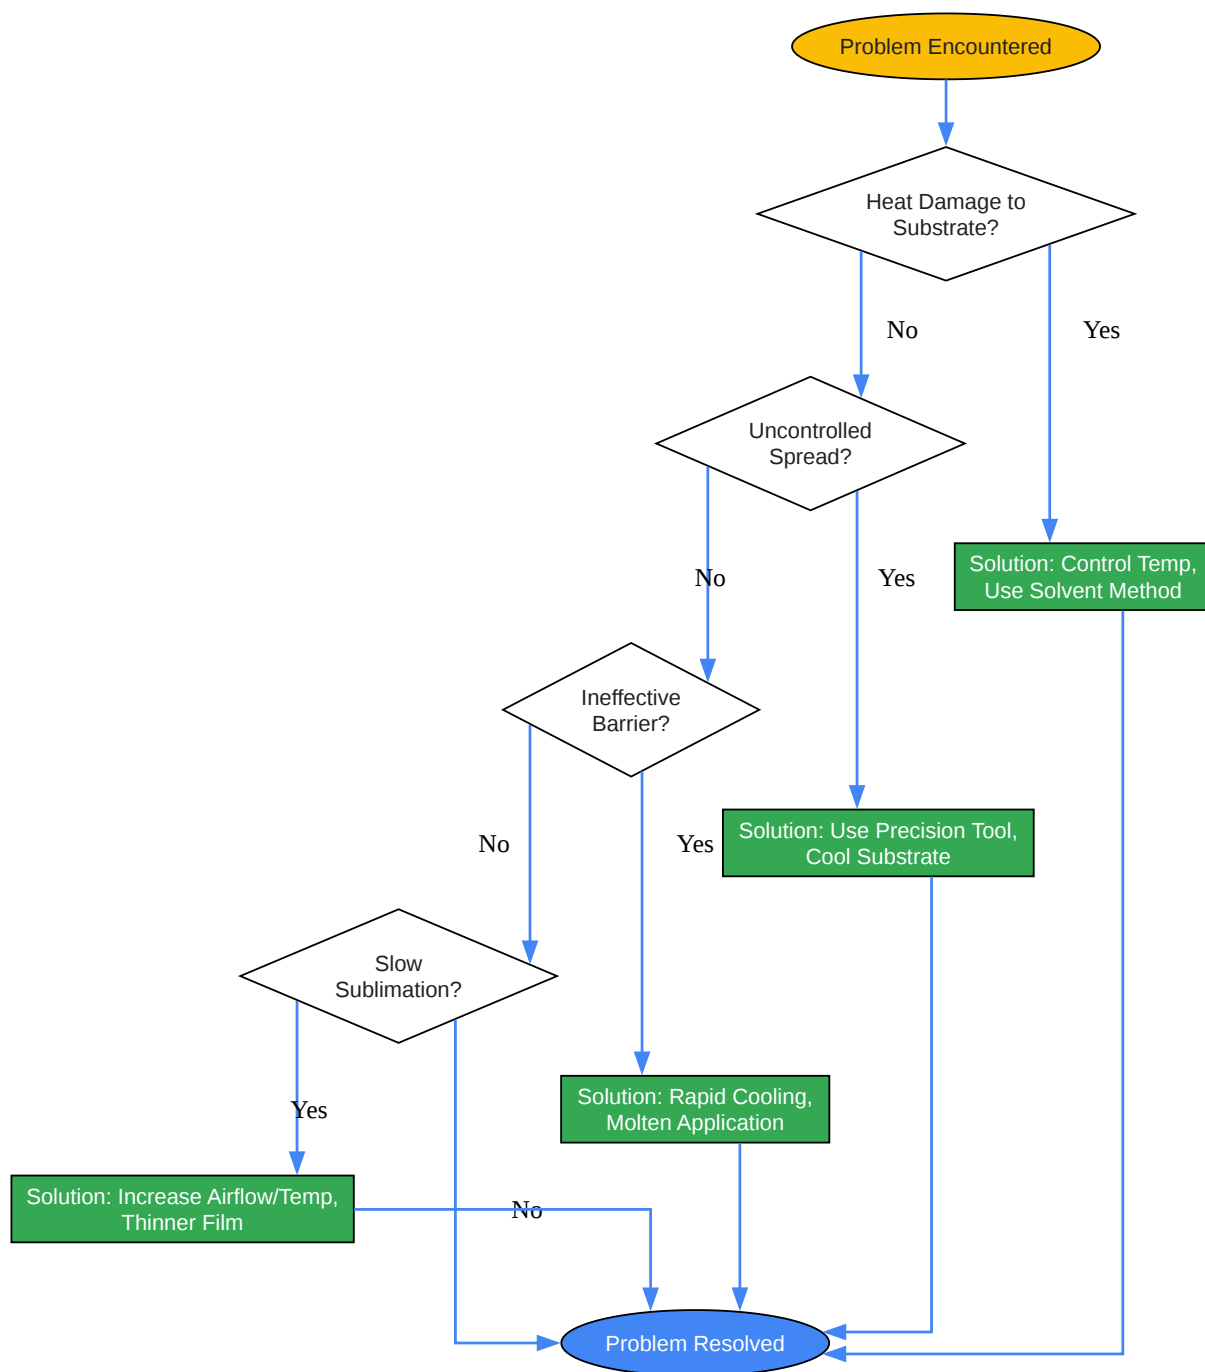 Problem Encountered
Heat Damage to
Substrate?
No
Yes
Uncontrolled
Spread?
No
Yes
Solution: Control Temp,
Use Solvent Method
Ineffective
Barrier?
No
Yes
Solution: Use Precision Tool,
Cool Substrate
Slow
Sublimation?
Yes
Solution: Rapid Cooling,
Molten Application
Solution: Increase Airflow/Temp,
Thinner Film
No
Problem Resolved